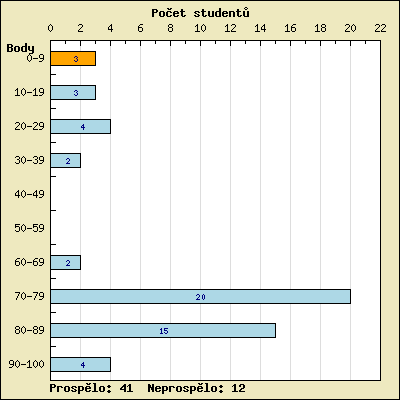 Počet studentů
0 2 4 6 8 10 12 14 16 18 20 22
Body
0-9 3
10-19 3
20-29 4
30-39 2
40-49
50-59
60-69 2
70-79 20
80-89 15
90-100 4
Prospělo: 41 Neprospělo: 12